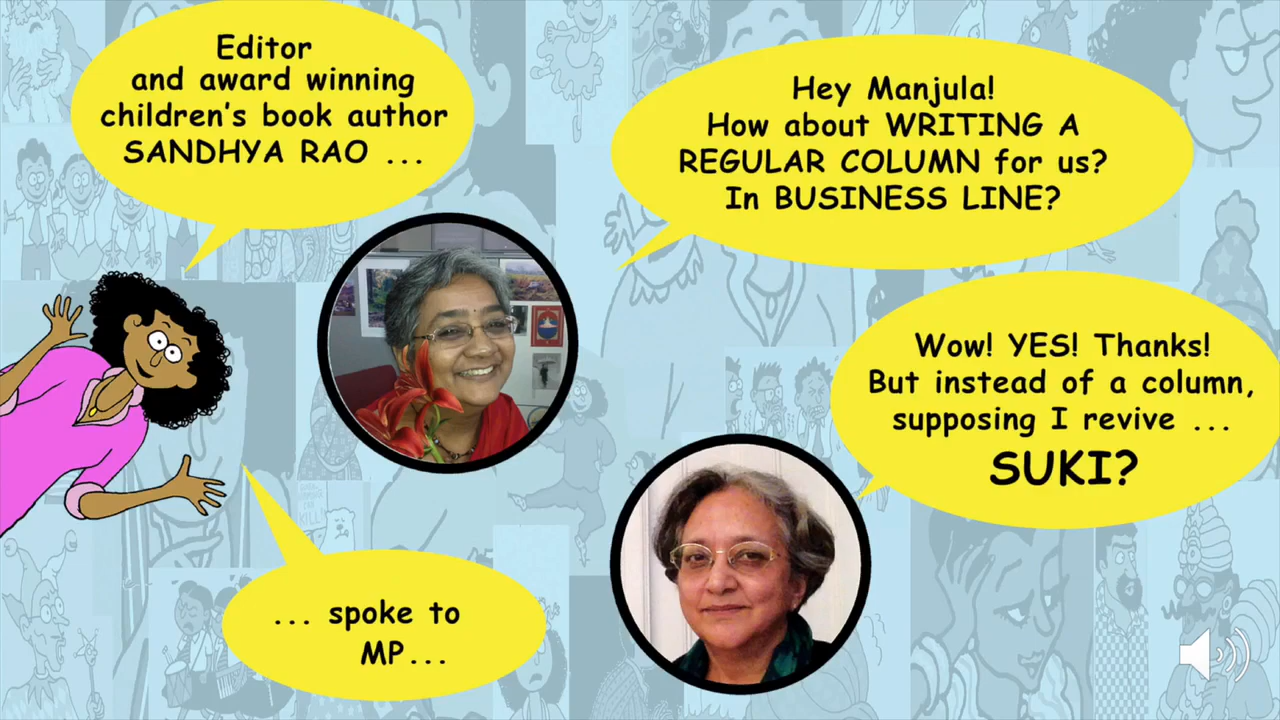 Editor
and award winning
children's book author
SANDHYA RAO ...
... spoke to
MP...
Hey Manjula!
How about WRITING A
REGULAR COLUMN for us?
In BUSINESS LINE?
Wow! YES! Thanks!
But instead of a column,
supposing I revive ...
SUKI?